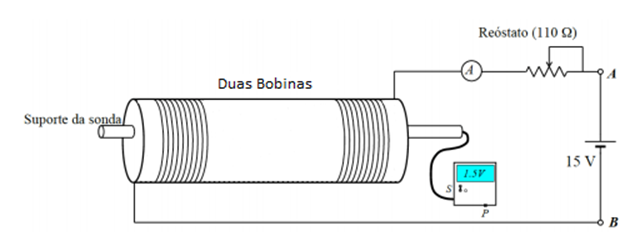 Reóstato (110 Ω)
A
A
Duas Bobinas
Suporte da sonda
15 V
1.5V
S
P
B